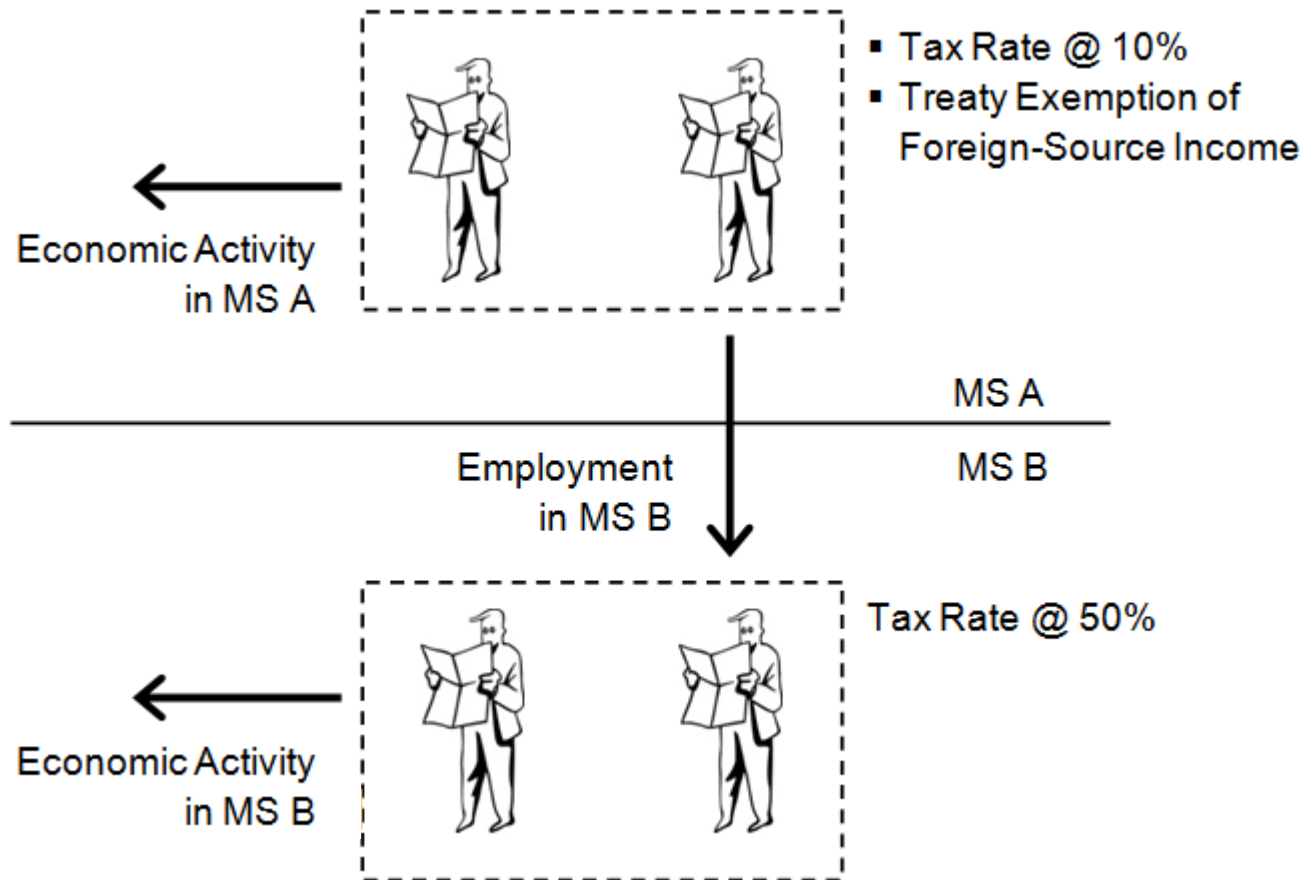 ▪ Tax Rate @ 10%
▪ Treaty Exemption of
Foreign-Source Income
Economic Activity
in MS A
MS A
MS B
Employment
in MS B
Tax Rate @ 50%
Economic Activity
in MS B